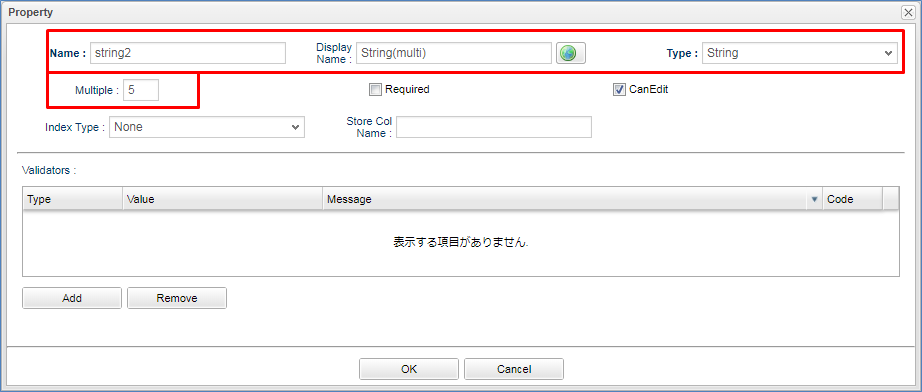 Property
Name : string2 Display Name : String(multi) Type : String
Multiple : 5 Required CanEdit
Index Type : None Store Col Name :
Validators :
Type Value Message Code
表示する項目がありません.
Add Remove
OK Cancel